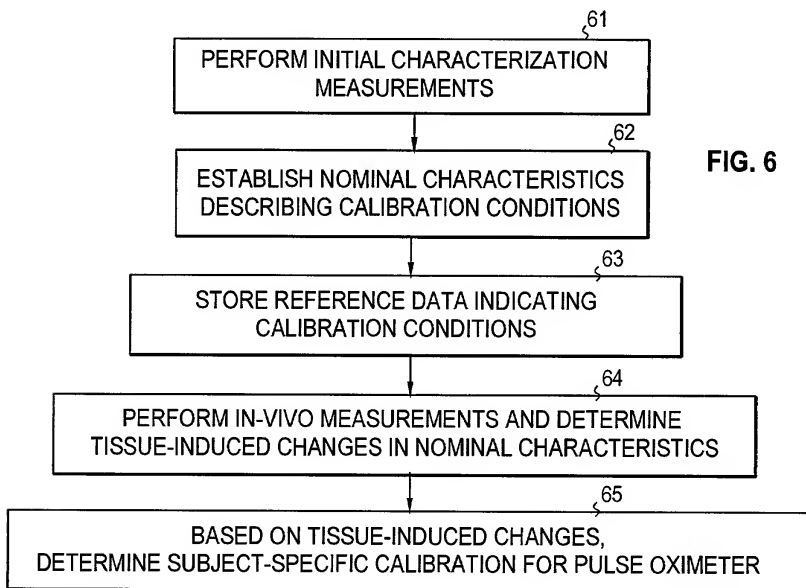 61
PERFORM INITIAL CHARACTERIZATION
MEASUREMENTS
62
FIG. 6
ESTABLISH NOMINAL CHARACTERISTICS
DESCRIBING CALIBRATION CONDITIONS
63
STORE REFERENCE DATA INDICATING
CALIBRATION CONDITIONS
64
PERFORM IN-VIVO MEASUREMENTS AND DETERMINE
TISSUE-INDUCED CHANGES IN NOMINAL CHARACTERISTICS
65
BASED ON TISSUE-INDUCED CHANGES,
DETERMINE SUBJECT-SPECIFIC CALIBRATION FOR PULSE OXIMETER